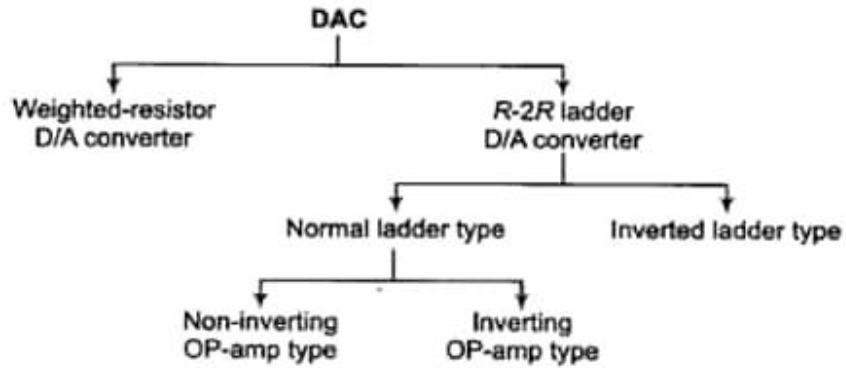 DAC
Weighted-resistor
D/A converter
R-2R ladder
D/A converter
Normal ladder type
Inverted ladder type
Non-inverting
OP-amp type
Inverting
OP-amp type